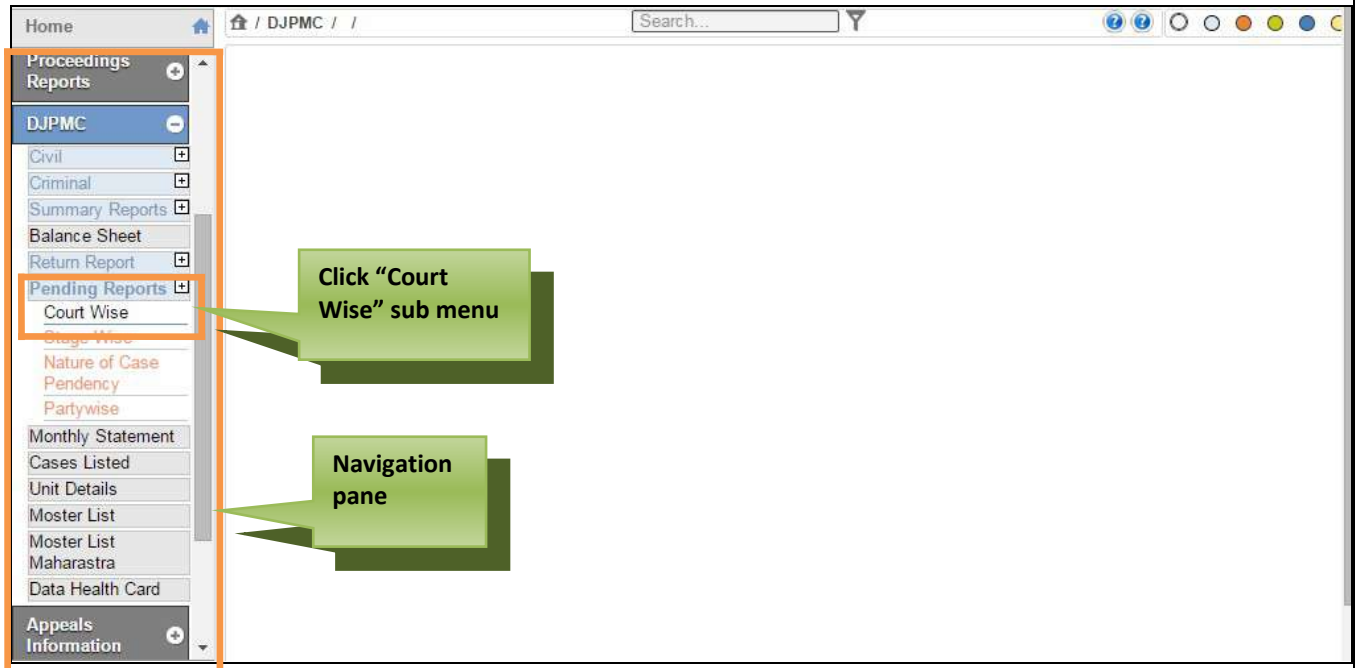 Home
/ DJPMC / /
Search...
Proceedings
Reports
DJPMC
Civil
Criminal
Summary Reports
Balance Sheet
Return Report
Pending Reports
Court Wise
Stage Wise
Nature of Case
Pendency
Partywise
Monthly Statement
Cases Listed
Unit Details
Moster List
Moster List
Maharastra
Data Health Card
Appeals
Information
Click “Court
Wise” sub menu
Navigation
pane